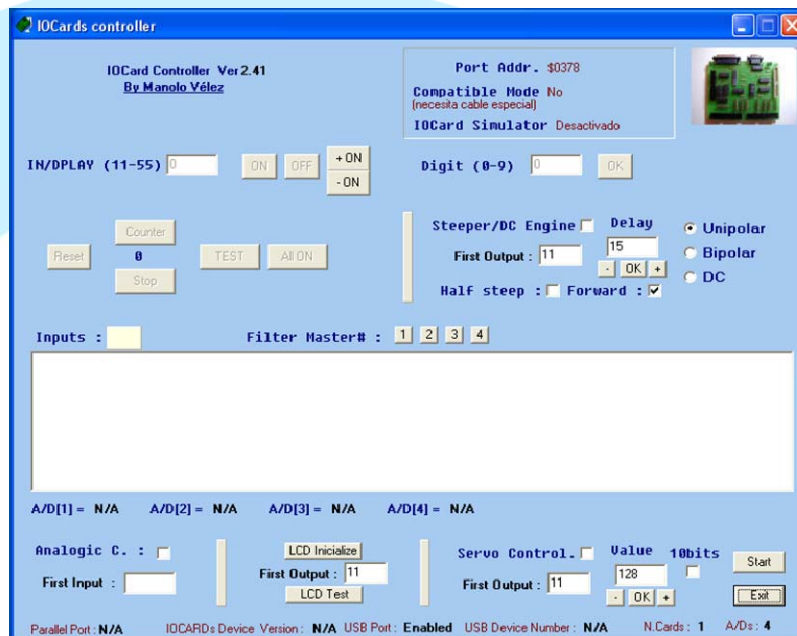 IOCards controller
IOCard Controller Ver 2.41
By Manolo Vélez
Port Addr. $0378
Compatible Mode No
(necesita cable especial)
IOCard Simulator Desactivado
IN/DPLAY (11-55) 0 ON OFF + ON
- ON
Digit (0-9) 0 OK
Counter
Reset 0 TEST All ON
Stop
Steeper/DC Engine Delay
First Output : 11 15
- OK +
Half steep : Forward :
Unipolar
Bipolar
DC
Inputs : Filter Master# : 1 2 3 4
A/D[1] = N/A A/D[2] = N/A A/D[3] = N/A A/D[4] = N/A
Analogic C. :
First Input :
LCD Inicialize
First Output : 11
LCD Test
Servo Control. Value 10bits
First Output : 11 128
- OK +
Start
Exit
Parallel Port : N/A IOCARDs Device Version : N/A USB Port : Enabled USB Device Number : N/A N.Cards : 1 A/Ds : 4